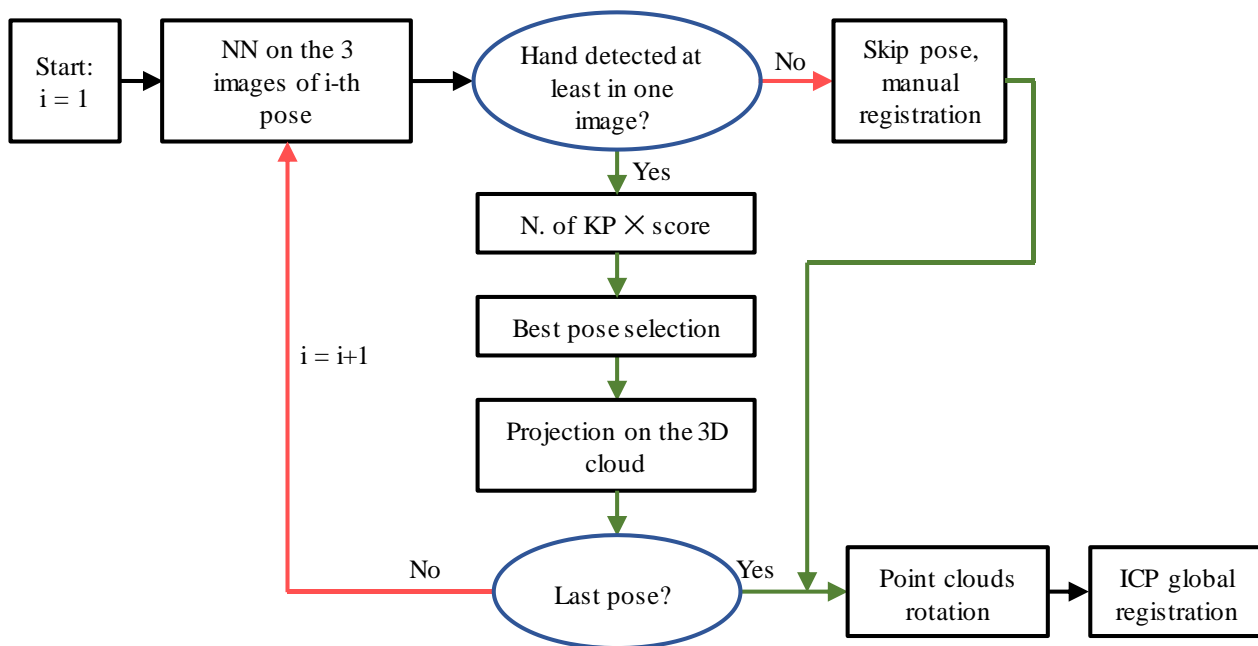 Start:
i = 1
NN on the 3
images of i-th
pose
Hand detected at
least in one
image?
No
Skip pose,
manual
registration
Yes
N. of KP × score
Best pose selection
i = i+1
Projection on the 3D
cloud
No
Last pose?
Yes
Point clouds
rotation
ICP global
registration